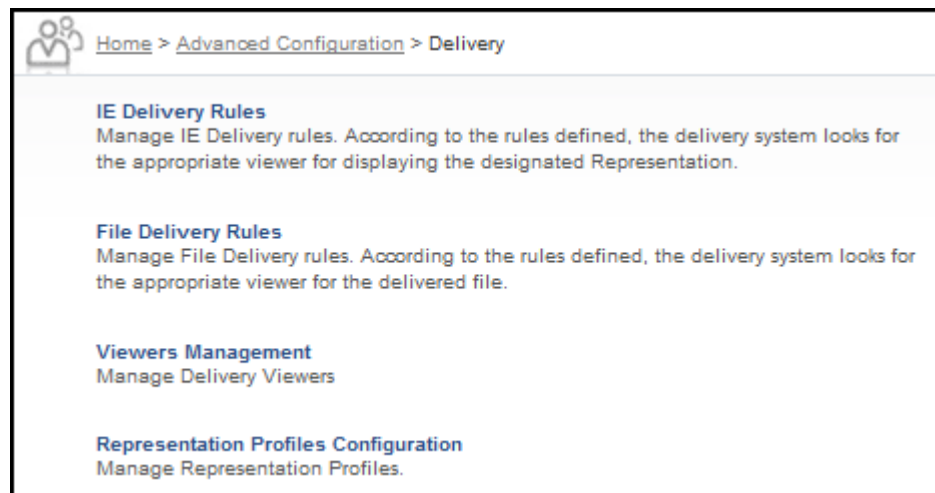 Home > Advanced Configuration > Delivery
IE Delivery Rules
Manage IE Delivery rules. According to the rules defined, the delivery system looks for
the appropriate viewer for displaying the designated Representation.
File Delivery Rules
Manage File Delivery rules. According to the rules defined, the delivery system looks for
the appropriate viewer for the delivered file.
Viewers Management
Manage Delivery Viewers
Representation Profiles Configuration
Manage Representation Profiles.